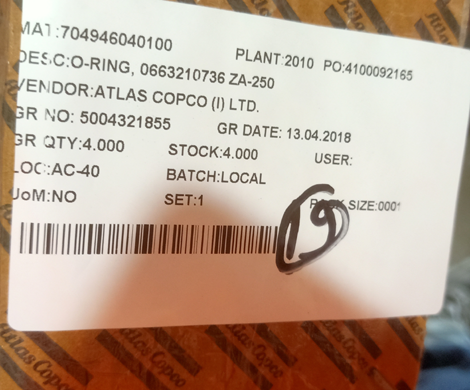 MAT:704946040100
PLANT:2010 PO:4100092165
DESC:O-RING, 0663210736 ZA-250
VENDOR:ATLAS COPCO (I) LTD.
GR NO: 5004321855 GR DATE: 13.04.2018
GR QTY:4.000 STOCK:4.000 USER:
LOC:AC-40 BATCH:LOCAL
UoM:NO SET:1 PACK SIZE:0001
19
Atlas Copco
Atlas Copco